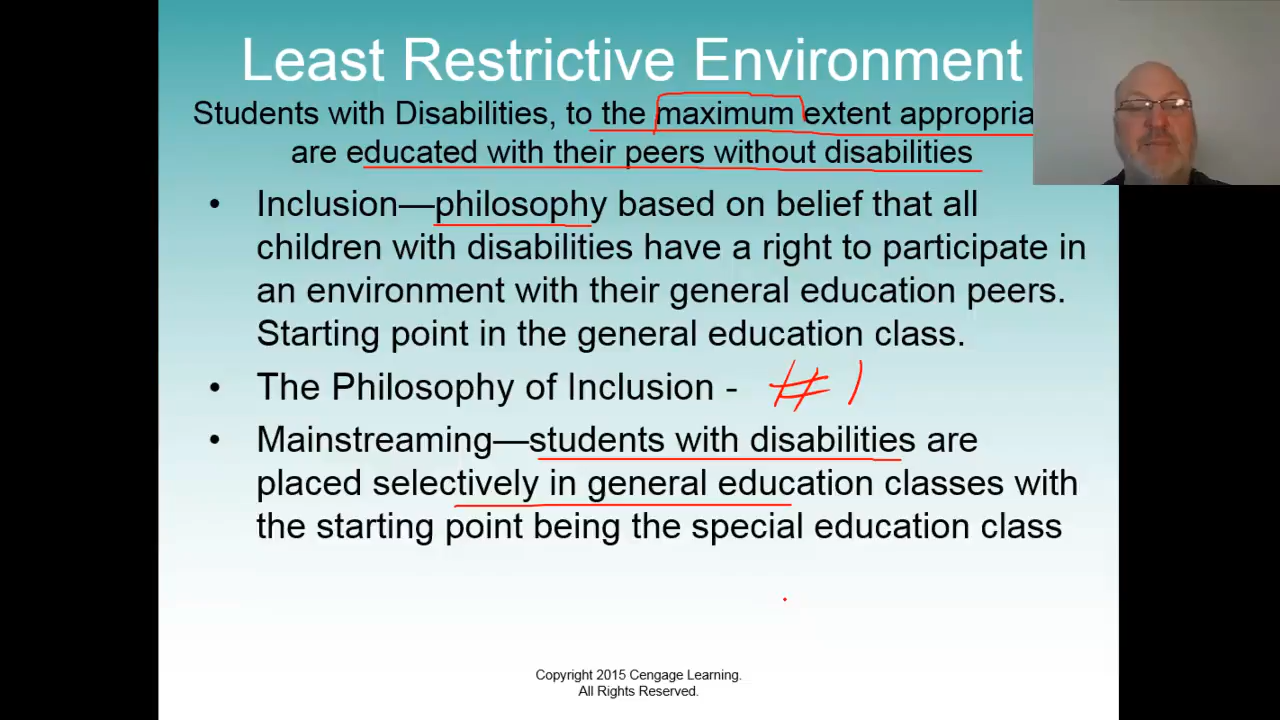 Least Restrictive Environment
Students with Disabilities, to the maximum extent appropria
are educated with their peers without disabilities
• Inclusion—philosophy based on belief that all
children with disabilities have a right to participate in
an environment with their general education peers.
Starting point in the general education class.
• The Philosophy of Inclusion - #1
• Mainstreaming—students with disabilities are
placed selectively in general education classes with
the starting point being the special education class
Copyright 2015 Cengage Learning.
All Rights Reserved.